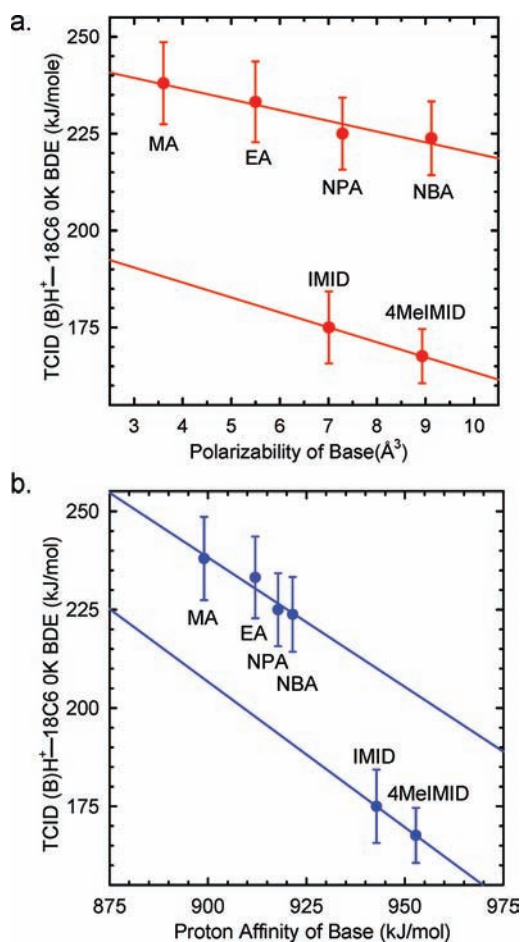 a.
TCID (B)H⁺—18C6 0K BDE (kJ/mole)
250
225
200
175
MA
EA
NPA
NBA
IMID
4MeIMID
3 4 5 6 7 8 9 10
Polarizability of Base(Å³)
b.
TCID (B)H⁺—18C6 0K BDE (kJ/mol)
250
225
200
175
MA
EA
NPA
NBA
IMID
4MeIMID
875 900 925 950 975
Proton Affinity of Base (kJ/mol)